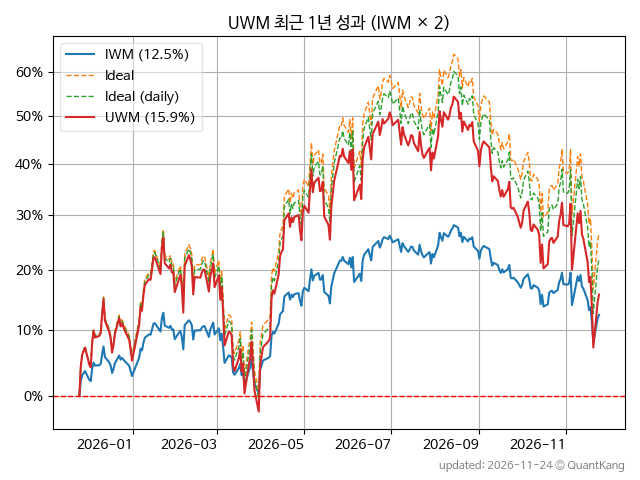 UWM 최근 1년 성과 (IWM × 2)
IWM (12.5%)
Ideal
Ideal (daily)
UWM (15.9%)
60%
50%
40%
30%
20%
10%
0%
2026-01 2026-03 2026-05 2026-07 2026-09 2026-11
updated: 2026-11-24 © QuantKang